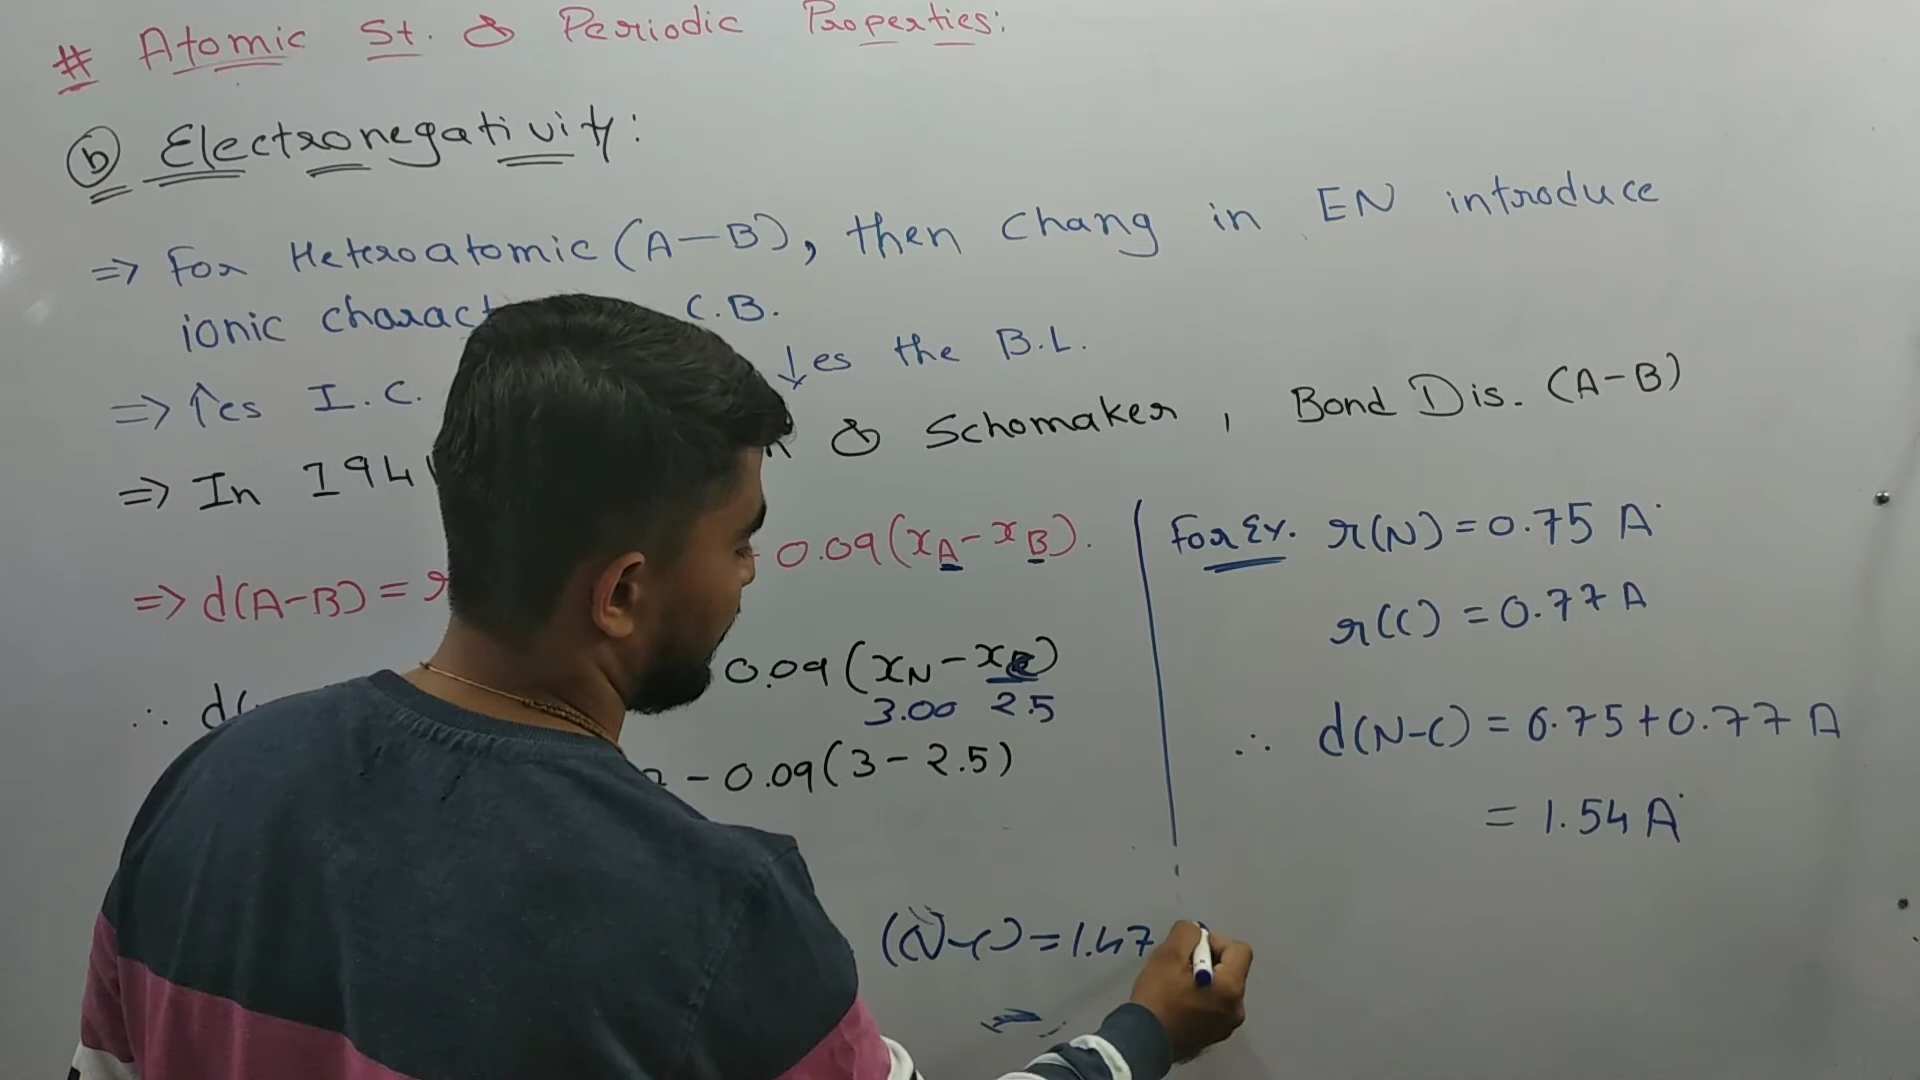 # Atomic St. & Periodic Properties:
(b) Electronegativity:
=> For Heteroatomic (A-B), then chang in EN introduce
ionic charact C.B.
=> ↑es I.C. ↓es the B.L.
=> In 194 & Schomaker, Bond Dis. (A-B)
=> d(A-B) = r - 0.09(xA - xB).
∴ d( 0.09(xN - xC)
3.00 2.5
- 0.09(3 - 2.5)
(N-C) = 1.47
For Ex. r(N) = 0.75 A°
r(C) = 0.77 A
∴ d(N-C) = 0.75 + 0.77 A
= 1.54 A°